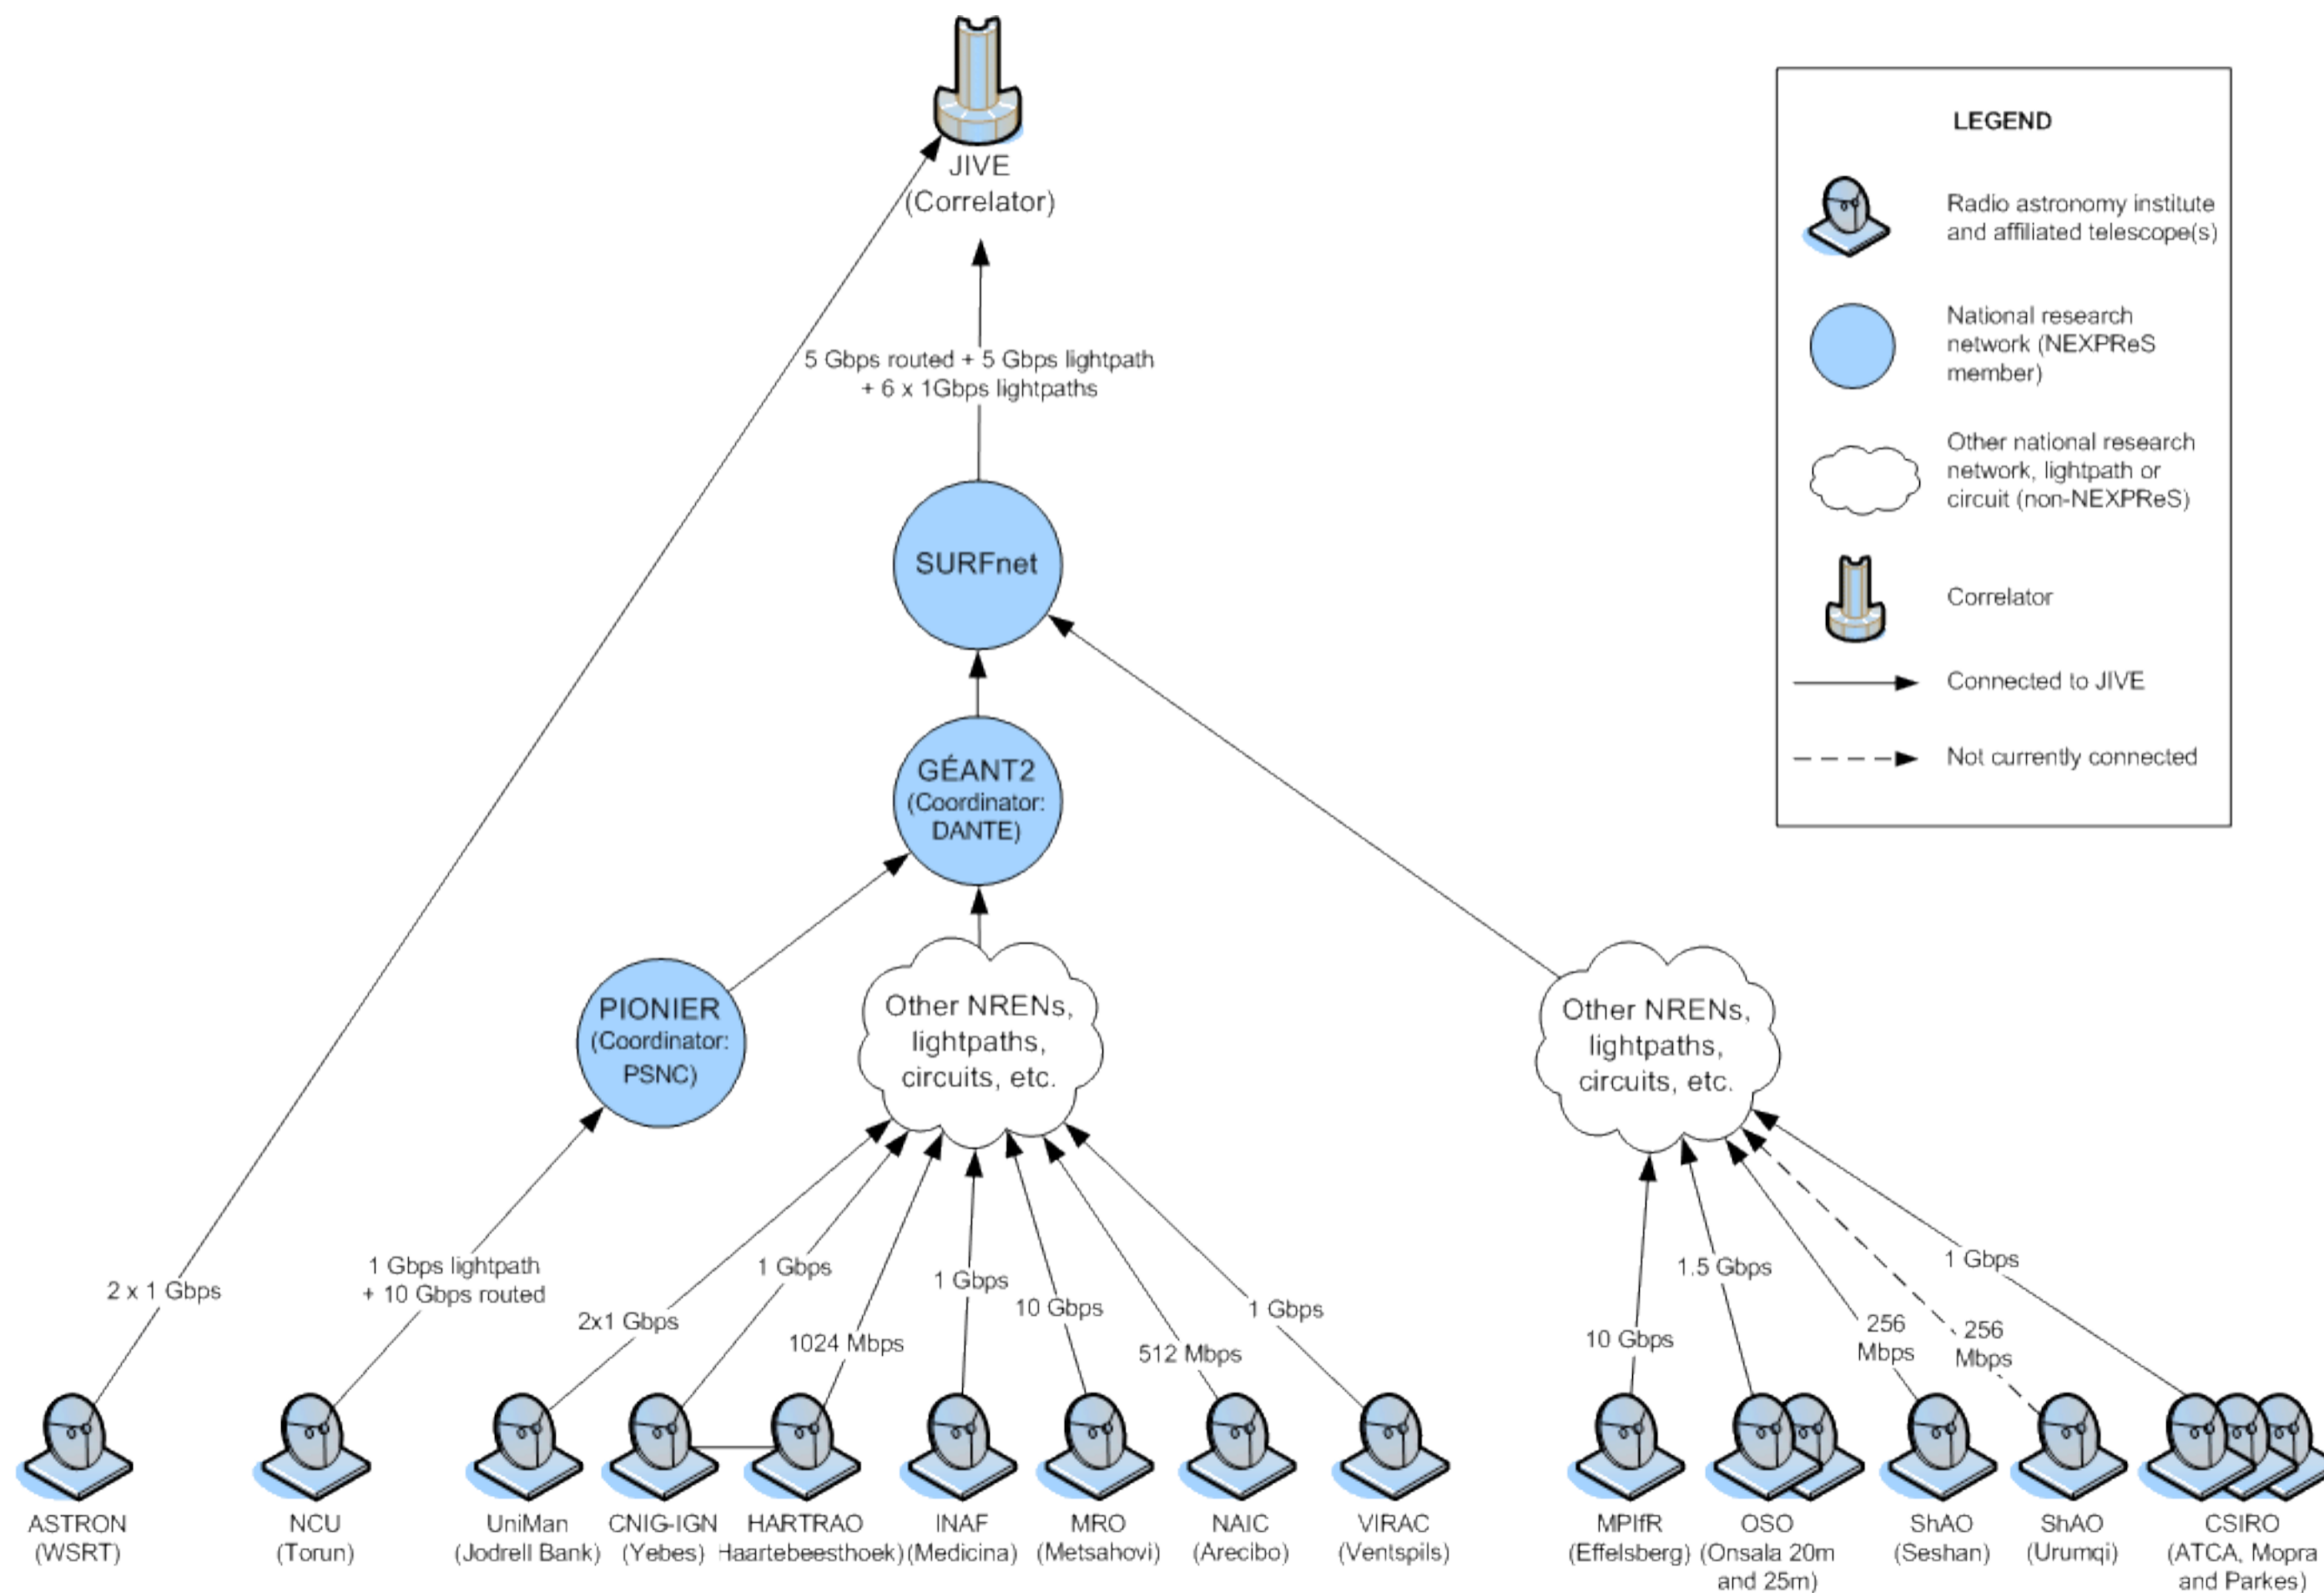 JIVE
(Correlator)
5 Gbps routed + 5 Gbps lightpath
+ 6 x 1Gbps lightpaths
SURFnet
GÉANT2
(Coordinator:
DANTE)
PIONIER
(Coordinator:
PSNC)
Other NRENs,
lightpaths,
circuits, etc.
Other NRENs,
lightpaths,
circuits, etc.
2 x 1 Gbps
1 Gbps lightpath
+ 10 Gbps routed
2x1 Gbps
1 Gbps
1024 Mbps
1 Gbps
10 Gbps
512 Mbps
1 Gbps
10 Gbps
1.5 Gbps
256
Mbps
256
Mbps
1 Gbps
ASTRON
(WSRT)
NCU
(Torun)
UniMan
(Jodrell Bank)
CNIG-IGN
(Yebes)
HARTRAO
Haartebeesthoek)
INAF
(Medicina)
MRO
(Metsahovi)
NAIC
(Arecibo)
VIRAC
(Ventspils)
MPIfR
(Effelsberg)
OSO
(Onsala 20m
and 25m)
ShAO
(Seshan)
ShAO
(Urumqi)
CSIRO
(ATCA, Mopra
and Parkes)
LEGEND
Radio astronomy institute
and affiliated telescope(s)
National research
network (NEXPReS
member)
Other national research
network, lightpath or
circuit (non-NEXPReS)
Correlator
Connected to JIVE
Not currently connected